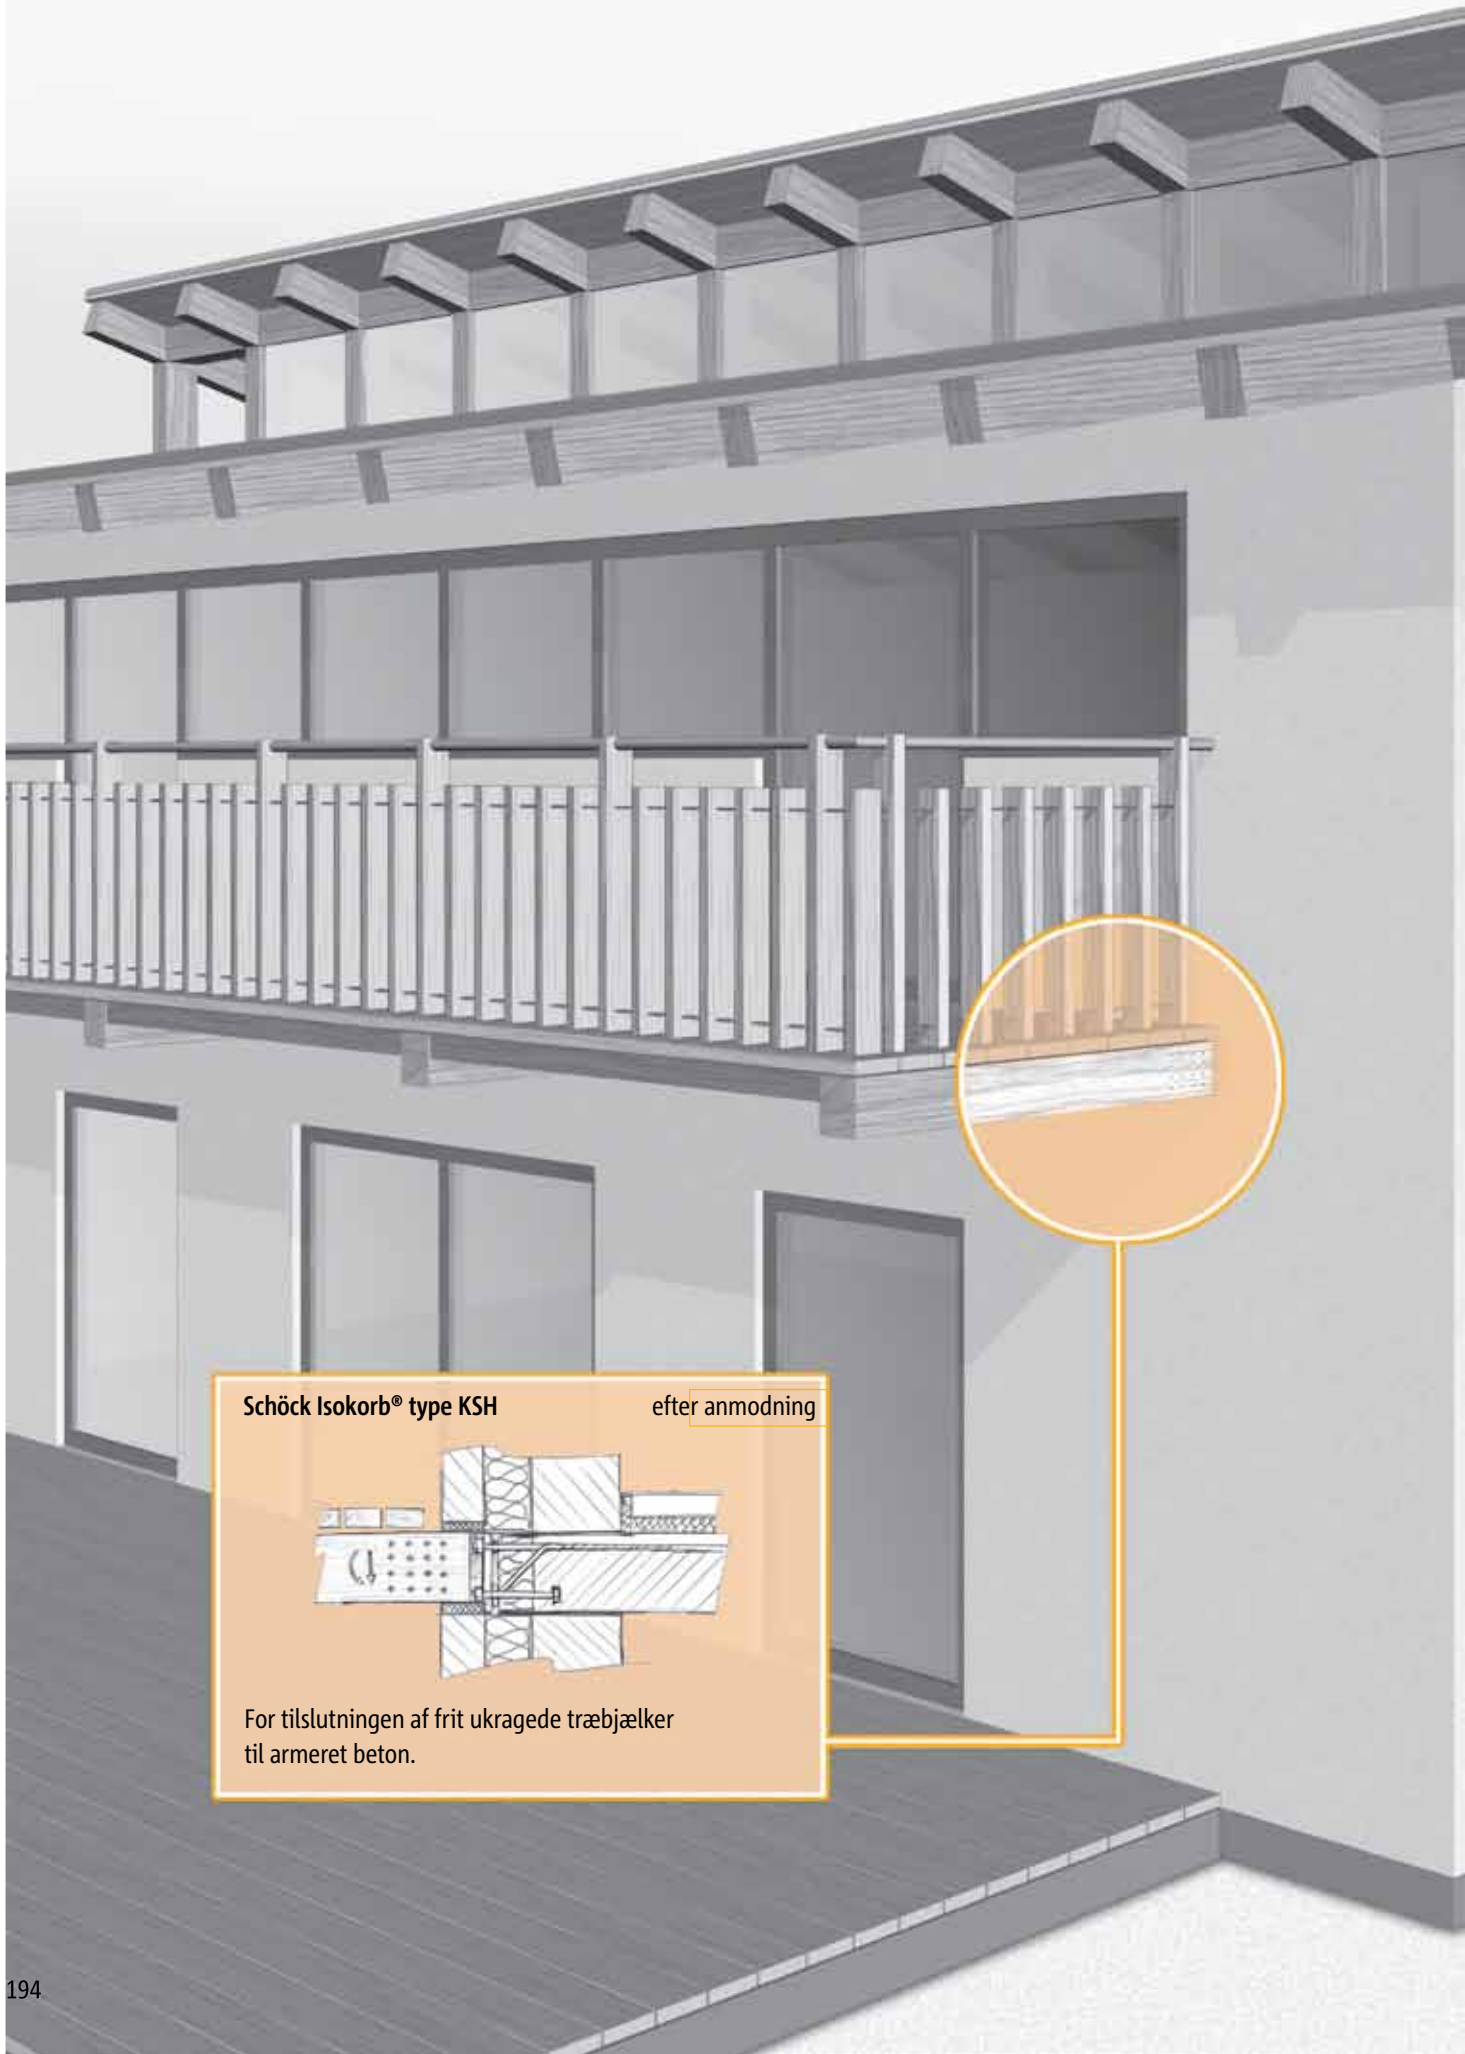 Schöck Isokorb® type KSH efter anmodning
For tilslutningen af frit ukragede træbjælker
til armeret beton.
194